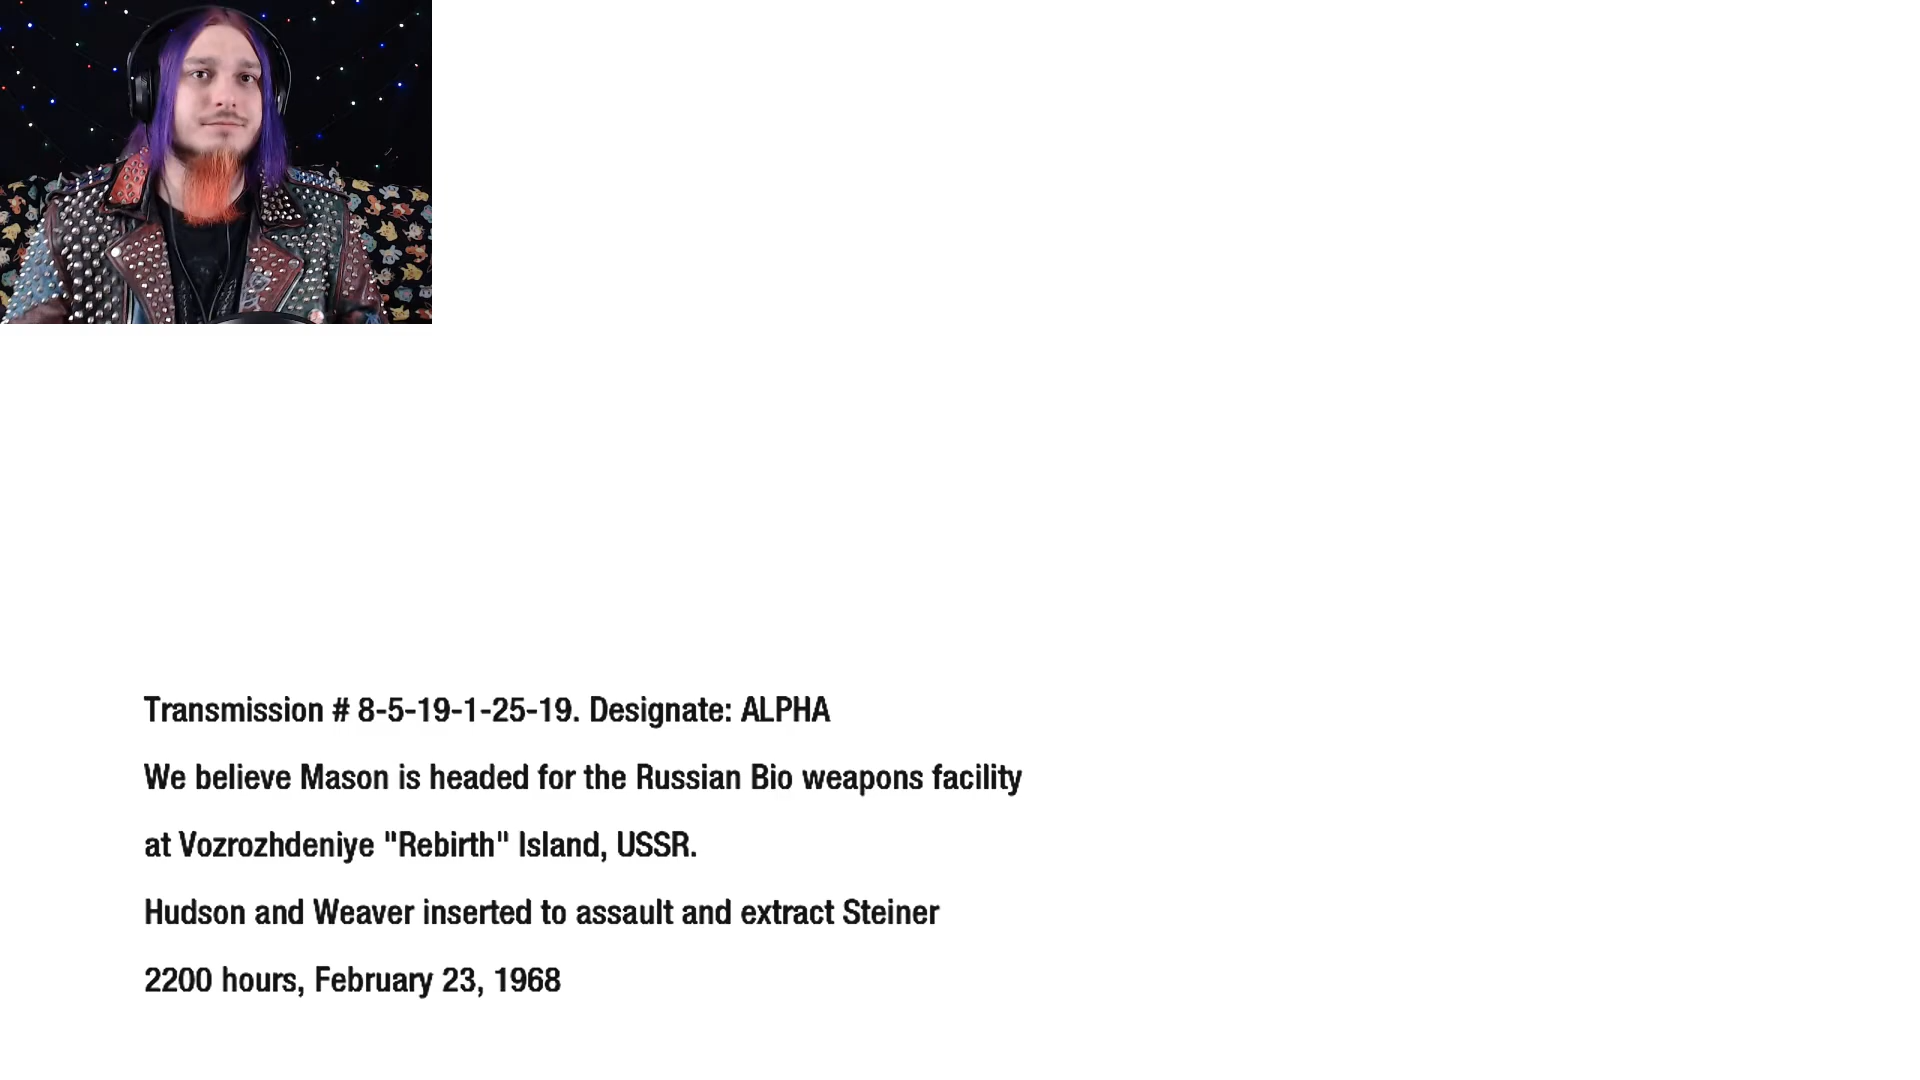 Transmission # 8-5-19-1-25-19. Designate: ALPHA
We believe Mason is headed for the Russian Bio weapons facility
at Vozrozhdeniye "Rebirth" Island, USSR.
Hudson and Weaver inserted to assault and extract Steiner
2200 hours, February 23, 1968